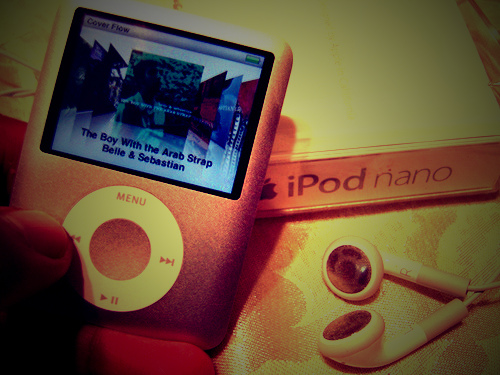 Cover Flow
The Boy With the Arab Strap
Belle & Sebastian
MENU
iPod nano